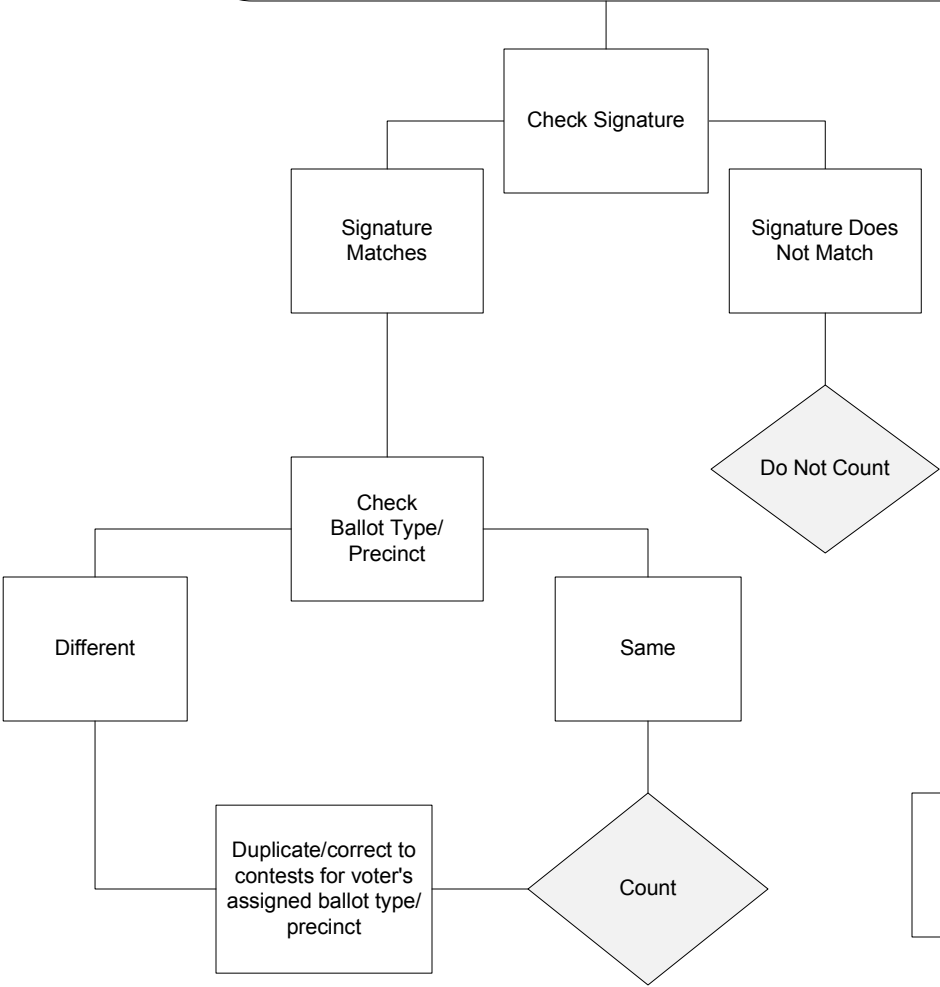 Check Signature
Signature
Matches
Signature Does
Not Match
Do Not Count
Check
Ballot Type/
Precinct
Different
Same
Duplicate/correct to
contests for voter's
assigned ballot type/
precinct
Count